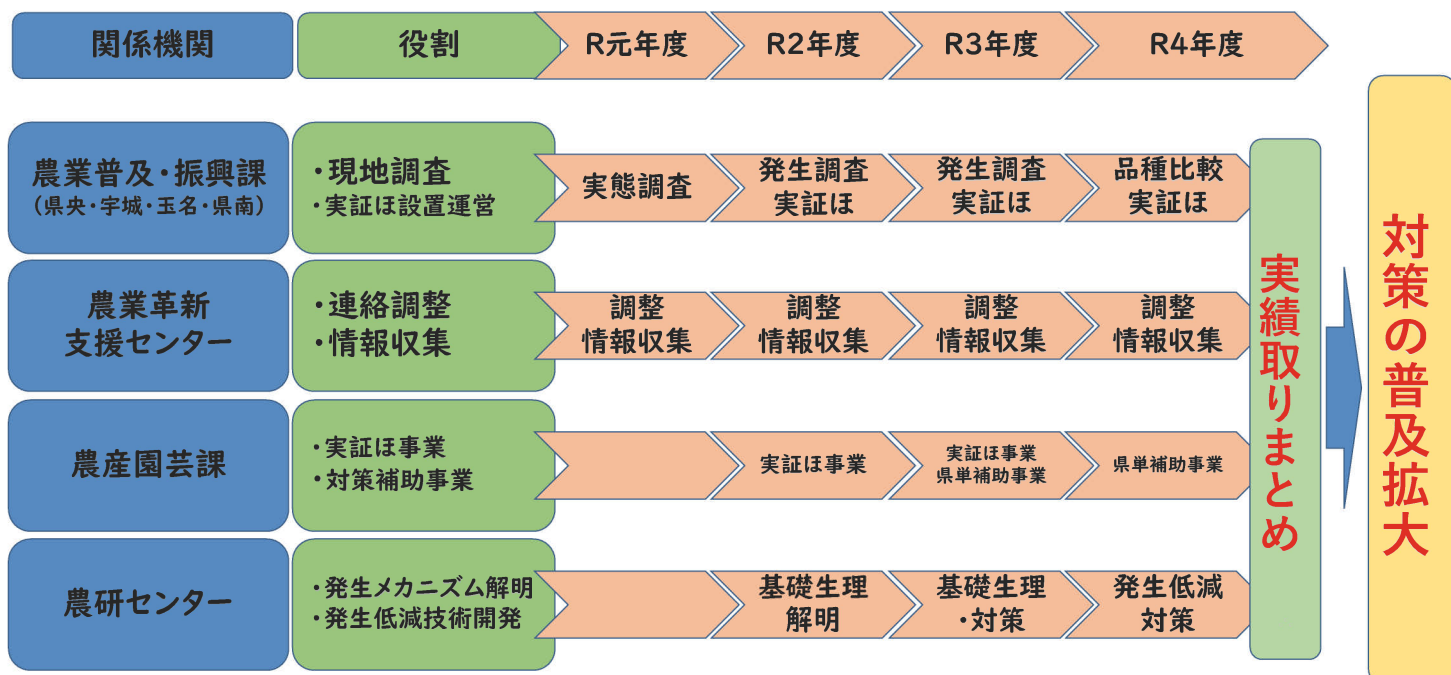 関係機関
役割
R元年度
R2年度
R3年度
R4年度
農業普及・振興課
(県央・宇城・玉名・県南)
・現地調査
・実証ほ設置運営
実態調査
発生調査
実証ほ
発生調査
実証ほ
品種比較
実証ほ
農業革新
支援センター
・連絡調整
・情報収集
調整
情報収集
調整
情報収集
調整
情報収集
調整
情報収集
農産園芸課
・実証ほ事業
・対策補助事業
実証ほ事業
実証ほ事業
県単補助事業
県単補助事業
農研センター
・発生メカニズム解明
・発生低減技術開発
基礎生理
解明
基礎生理
・対策
発生低減
対策
実績取りまとめ
対策の普及拡大